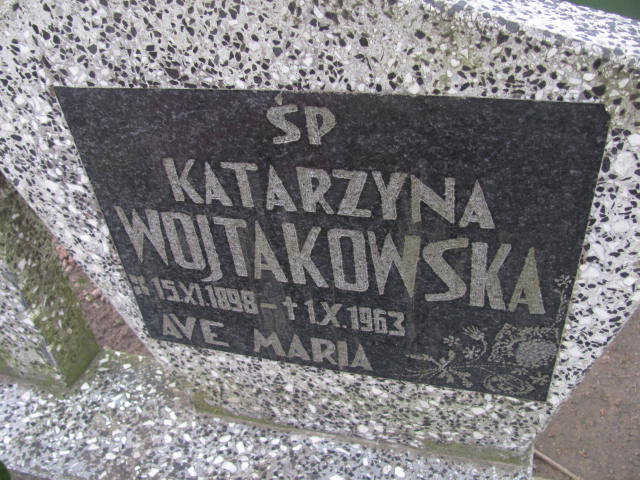 ŚP
KATARZYNA
WOJTAKOWSKA
* 15.XI.1898 – † 1.X.1963
AVE MARIA